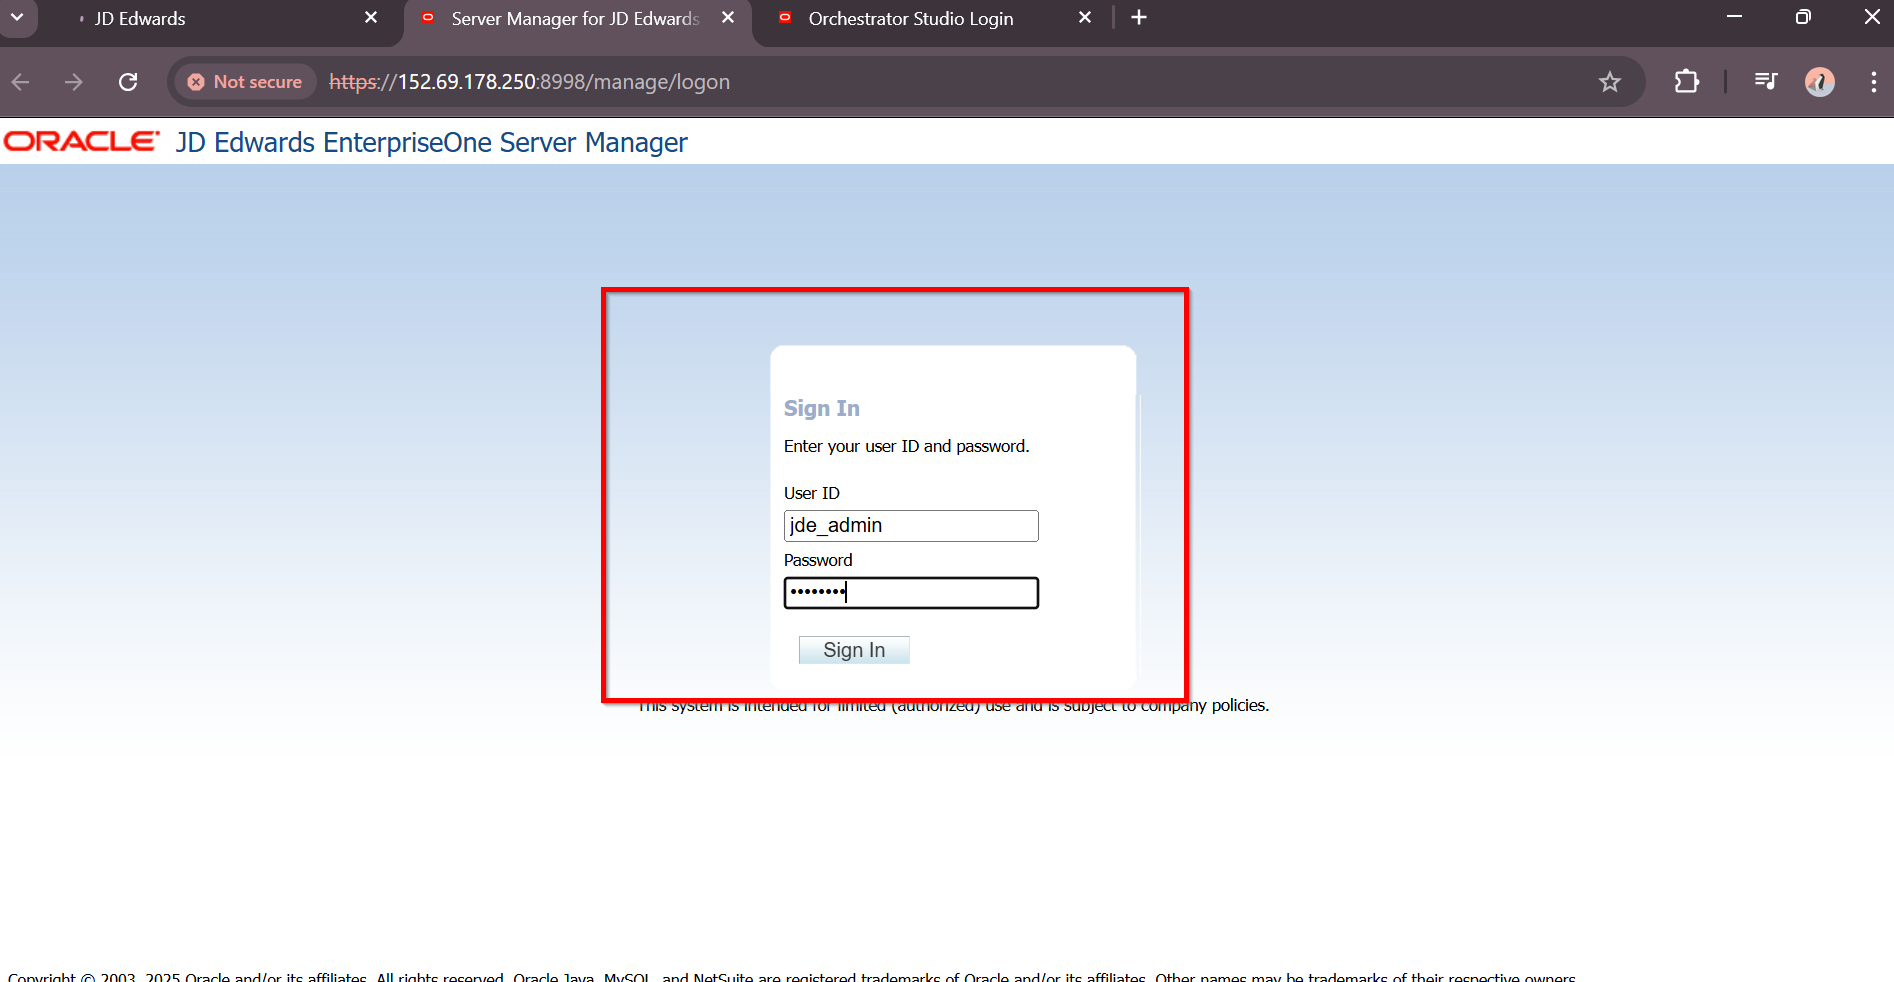 JD Edwards
Server Manager for JD Edwards
Orchestrator Studio Login
Not secure
https://152.69.178.250:8998/manage/logon
ORACLE JD Edwards EnterpriseOne Server Manager
Sign In
Enter your user ID and password.
User ID
jde_admin
Password
••••••••
Sign In
This system is intended for limited (authorized) use and is subject to company policies.
Copyright © 2003, 2025 Oracle and/or its affiliates. All rights reserved. Oracle Java, MySQL, and NetSuite are registered trademarks of Oracle and/or its affiliates. Other names may be trademarks of their respective owners.